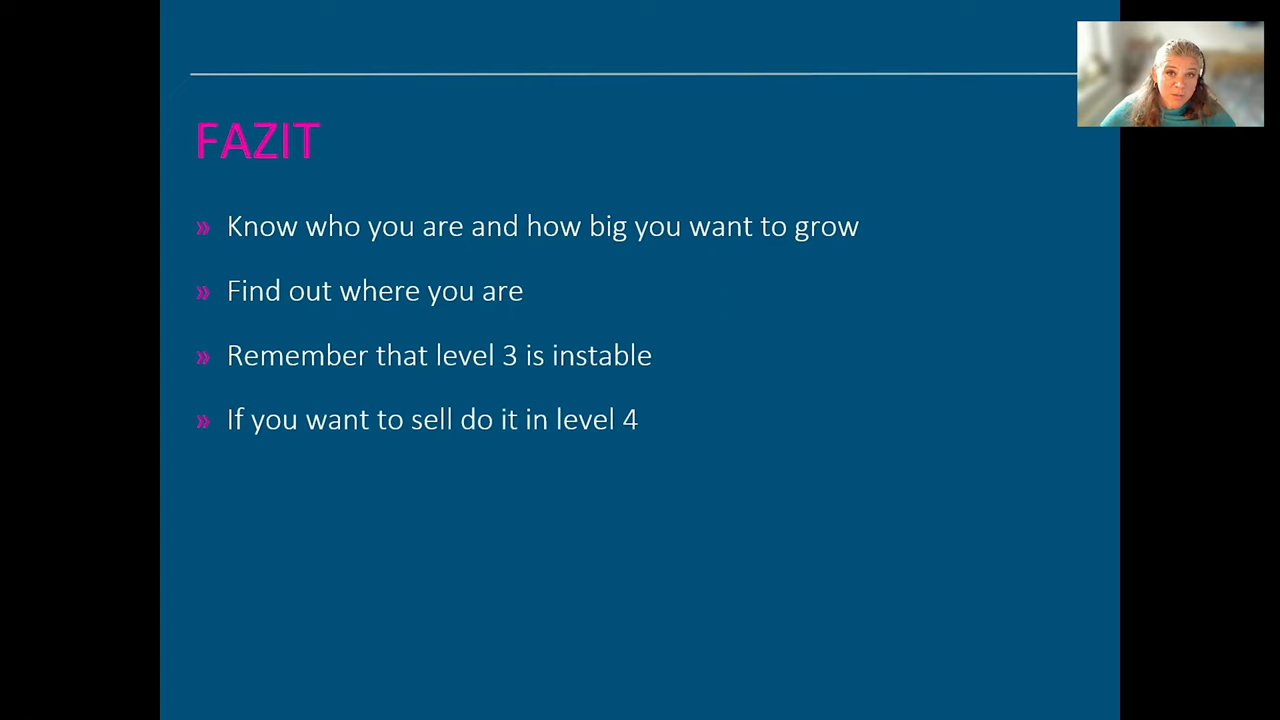 FAZIT
» Know who you are and how big you want to grow
» Find out where you are
» Remember that level 3 is instable
» If you want to sell do it in level 4